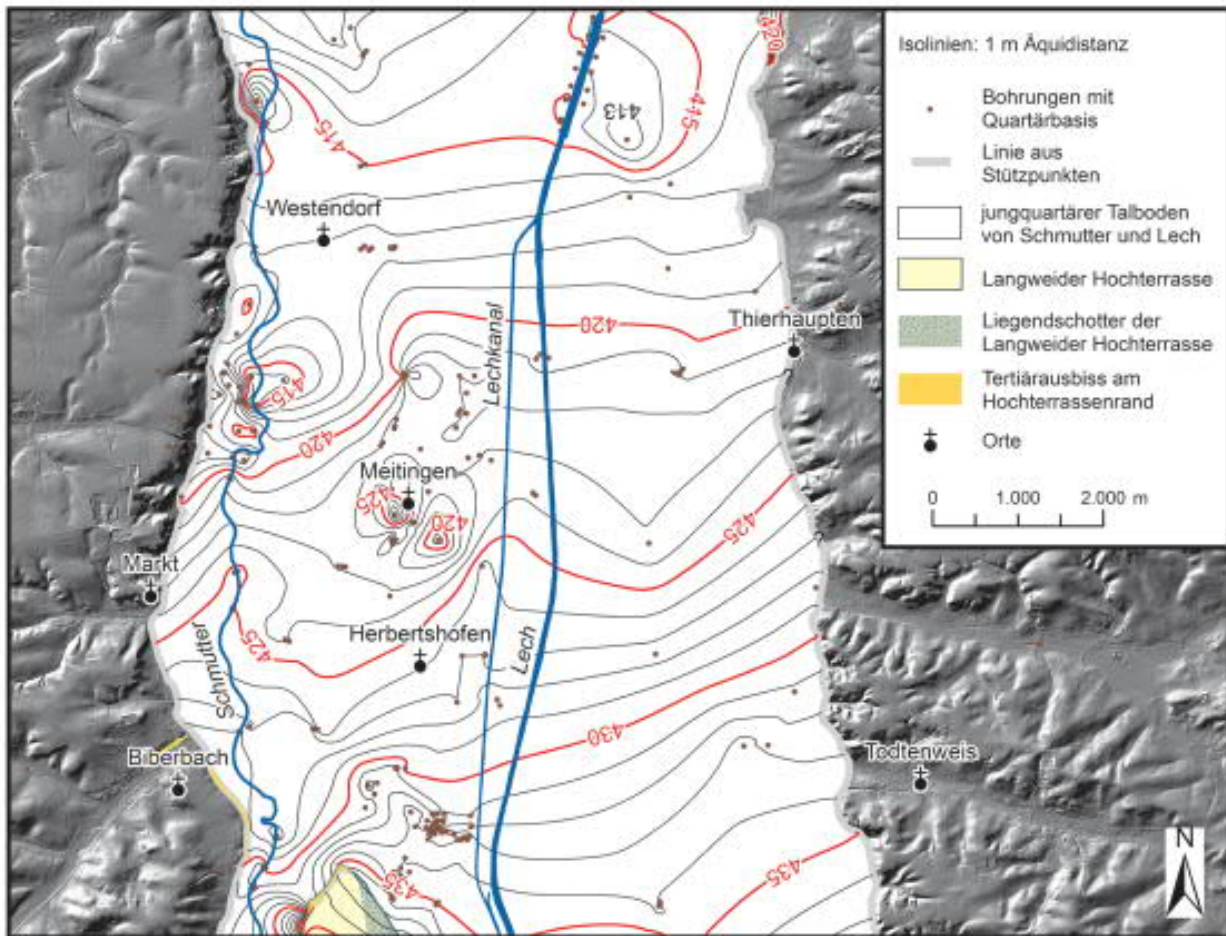 420
415
413
415
Westendorf
Lechkanal
420
Thierhaupten
415
420
Meitingen
425
420
425
Markt
Schmutter
425
Herbertshofen
Lech
430
Biberbach
Todtenweis
435
435
N
Isolinien: 1 m Äquidistanz
Bohrungen mit
Quartärbasis
Linie aus
Stützpunkten
jungquartärer Talboden
von Schmutter und Lech
Langweider Hochterrasse
Liegendschotter der
Langweider Hochterrasse
Tertiärausbiss am
Hochterrassenrand
Orte
0 1.000 2.000 m